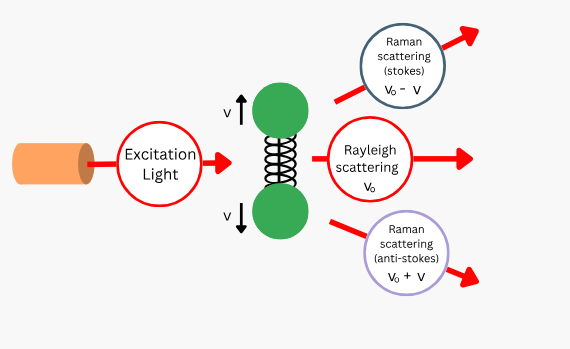 Excitation
Light
v
v
Raman
scattering
(stokes)
v₀ - v
Rayleigh
scattering
v₀
Raman
scattering
(anti-stokes)
v₀ + v